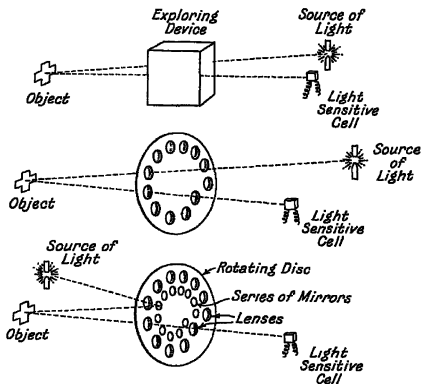 Exploring
Device
Source of
Light
Object
Light
Sensitive
Cell
Source
of
Light
Object
Light
Sensitive
Cell
Source of
Light
Rotating Disc
Series of Mirrors
Lenses
Object
Light
Sensitive
Cell